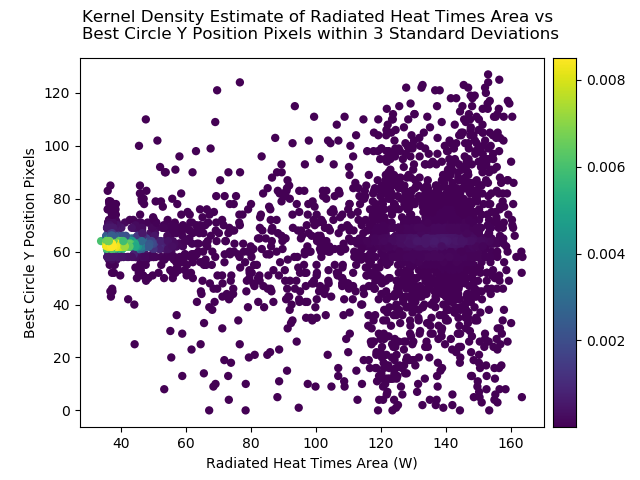 Kernel Density Estimate of Radiated Heat Times Area vs
Best Circle Y Position Pixels within 3 Standard Deviations
120
100
80
60
40
20
0
Best Circle Y Position Pixels
40 60 80 100 120 140 160
Radiated Heat Times Area (W)
0.008
0.006
0.004
0.002